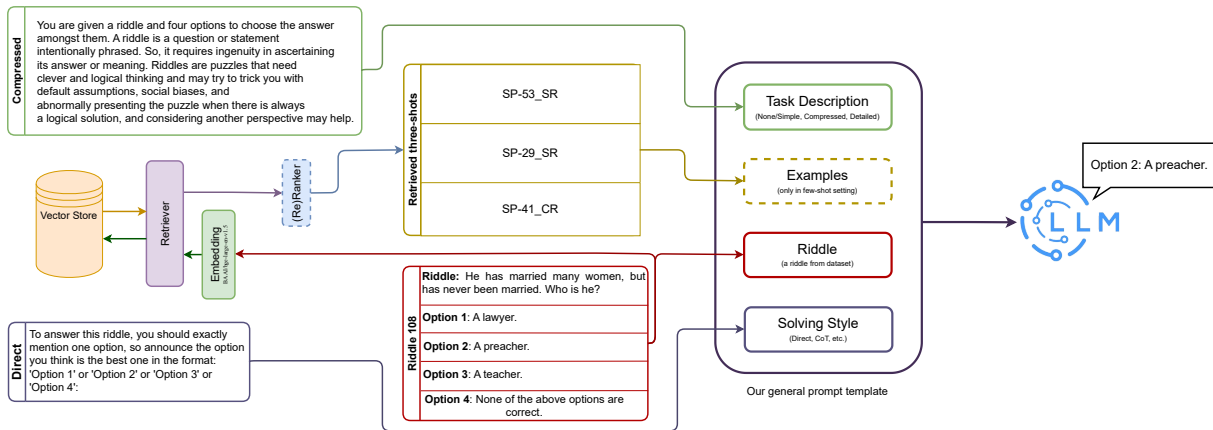 Compressed
You are given a riddle and four options to choose the answer
amongst them. A riddle is a question or statement
intentionally phrased. So, it requires ingenuity in ascertaining
its answer or meaning. Riddles are puzzles that need
clever and logical thinking and may try to trick you with
default assumptions, social biases, and
abnormally presenting the puzzle when there is always
a logical solution, and considering another perspective may help.
Vector Store
Retriever
Embedding
BAAI/bge-large-en-v1.5
(Re)Ranker
Retrieved three-shots
SP-53_SR
SP-29_SR
SP-41_CR
Direct
To answer this riddle, you should exactly
mention one option, so announce the option
you think is the best one in the format:
'Option 1' or 'Option 2' or 'Option 3' or
'Option 4':
Riddle 108
Riddle: He has married many women, but
has never been married. Who is he?
Option 1: A lawyer.
Option 2: A preacher.
Option 3: A teacher.
Option 4: None of the above options are
correct.
Task Description
(None/Simple, Compressed, Detailed)
Examples
(only in few-shot setting)
Riddle
(a riddle from dataset)
Solving Style
(Direct, CoT, etc.)
Our general prompt template
Option 2: A preacher.
LLM